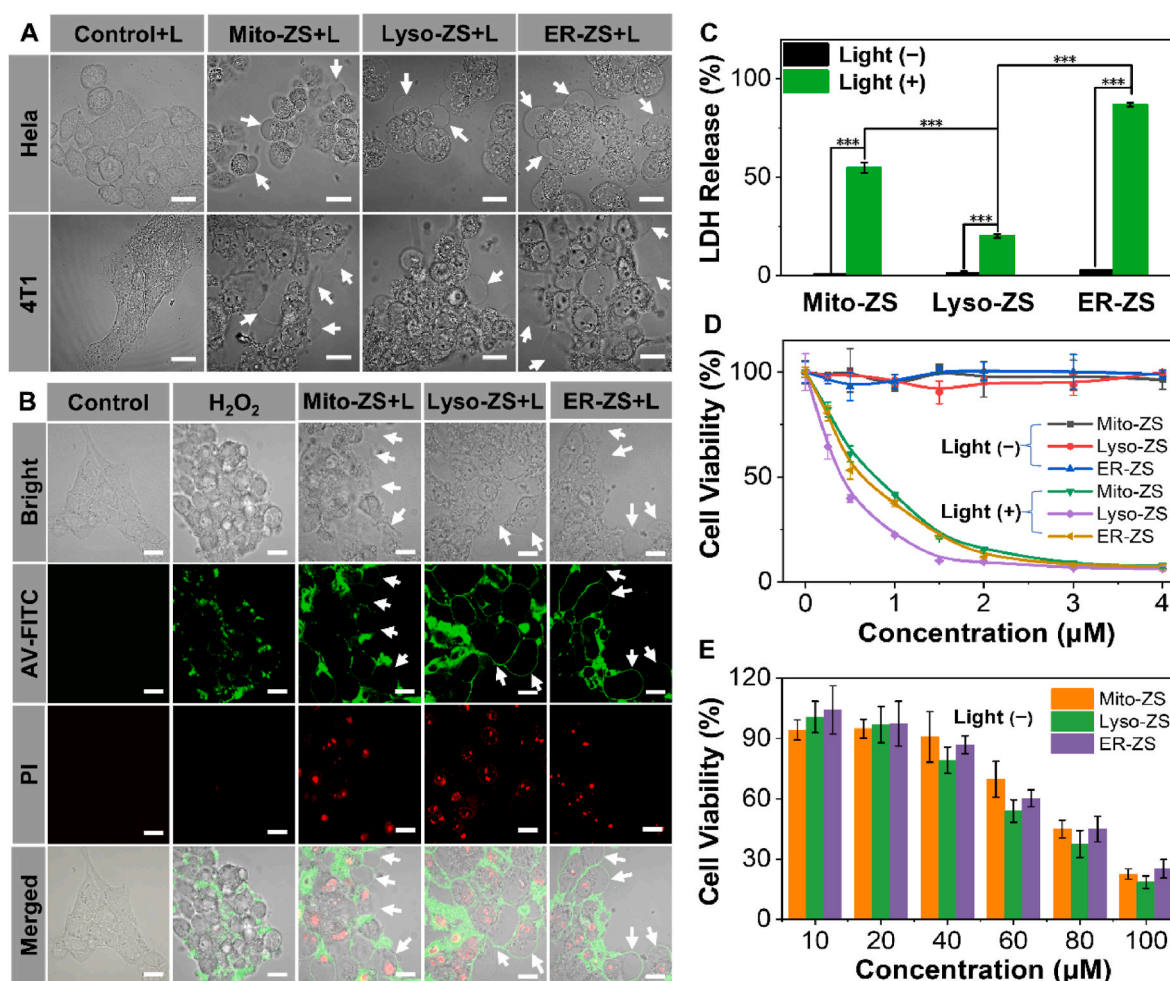 A
Control+L
Mito-ZS+L
Lyso-ZS+L
ER-ZS+L
Hela
4T1
B
Control
H₂O₂
Mito-ZS+L
Lyso-ZS+L
ER-ZS+L
Bright
AV-FITC
PI
Merged
C
Light (−)
Light (+)
LDH Release (%)
100
50
0
***
***
***
***
***
Mito-ZS
Lyso-ZS
ER-ZS
D
Cell Viability (%)
100
50
0
Light (−)
Mito-ZS
Lyso-ZS
ER-ZS
Light (+)
Mito-ZS
Lyso-ZS
ER-ZS
0 1 2 3 4
Concentration (µM)
E
Cell Viability (%)
120
90
60
30
0
Light (−)
Mito-ZS
Lyso-ZS
ER-ZS
10 20 40 60 80 100
Concentration (µM)